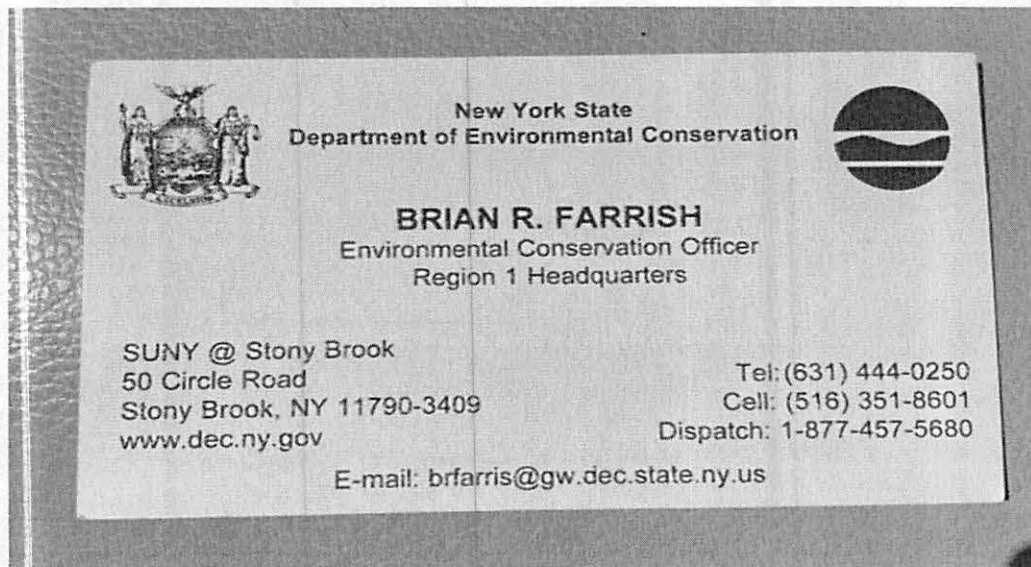 New York State
Department of Environmental Conservation
BRIAN R. FARRISH
Environmental Conservation Officer
Region 1 Headquarters
SUNY @ Stony Brook
50 Circle Road
Stony Brook, NY 11790-3409
www.dec.ny.gov
Tel:(631) 444-0250
Cell: (516) 351-8601
Dispatch: 1-877-457-5680
E-mail: brfarris@gw.dec.state.ny.us